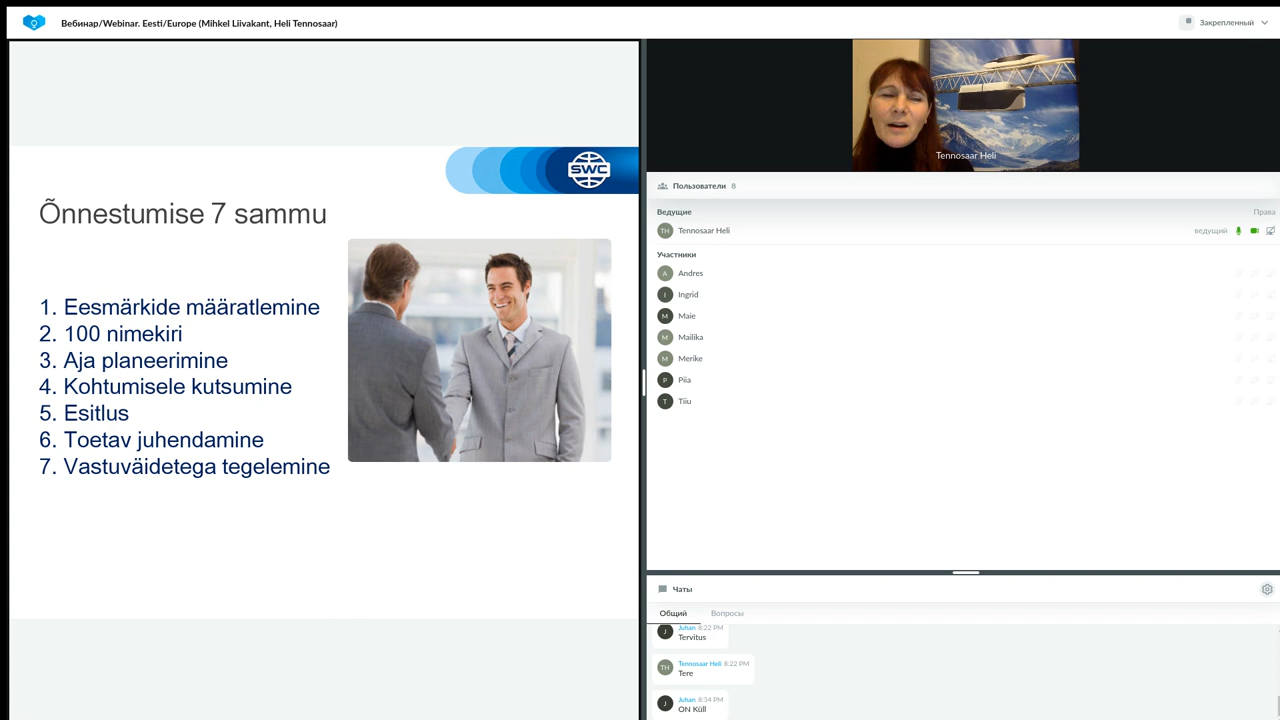 Вебинар/Webinar. Eesti/Europe (Mihkel Liivakant, Heli Tennosaar)
Закрепленный
SWC
Õnnestumise 7 sammu
1. Eesmärkide määratlemine
2. 100 nimekiri
3. Aja planeerimine
4. Kohtumisele kutsumine
5. Esitlus
6. Toetav juhendamine
7. Vastuväidetega tegelemine
Tennosaar Heli
Пользователи 8
Ведущие Права
TH Tennosaar Heli ведущий
Участники
A Andres
I Ingrid
M Maie
M Mailika
M Merike
P Piia
T Tiiu
Чаты
Общий Вопросы
J Juhan 8:22 PM
Tervitus
TH Tennosaar Heli 8:22 PM
Tere
J Juhan 8:34 PM
ON Küll